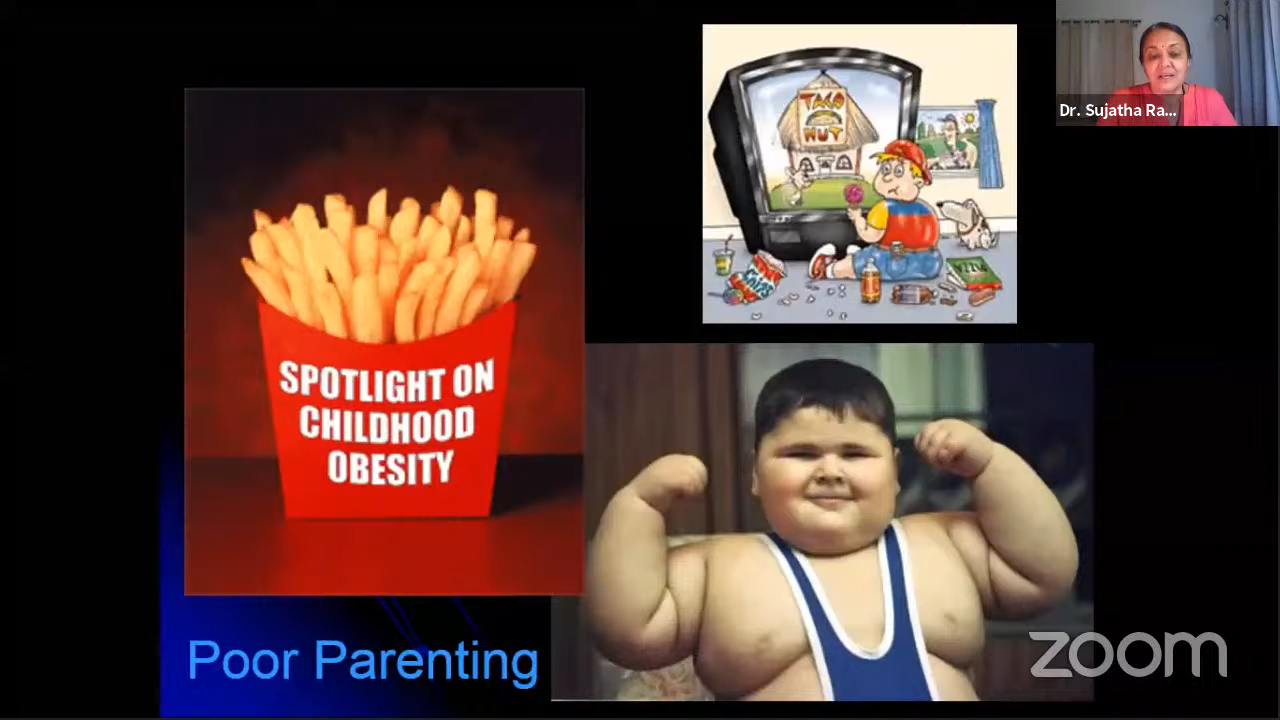 Dr. Sujatha Ra...
TACO
HUT
SPOTLIGHT ON
CHILDHOOD
OBESITY
Poor Parenting
zoom